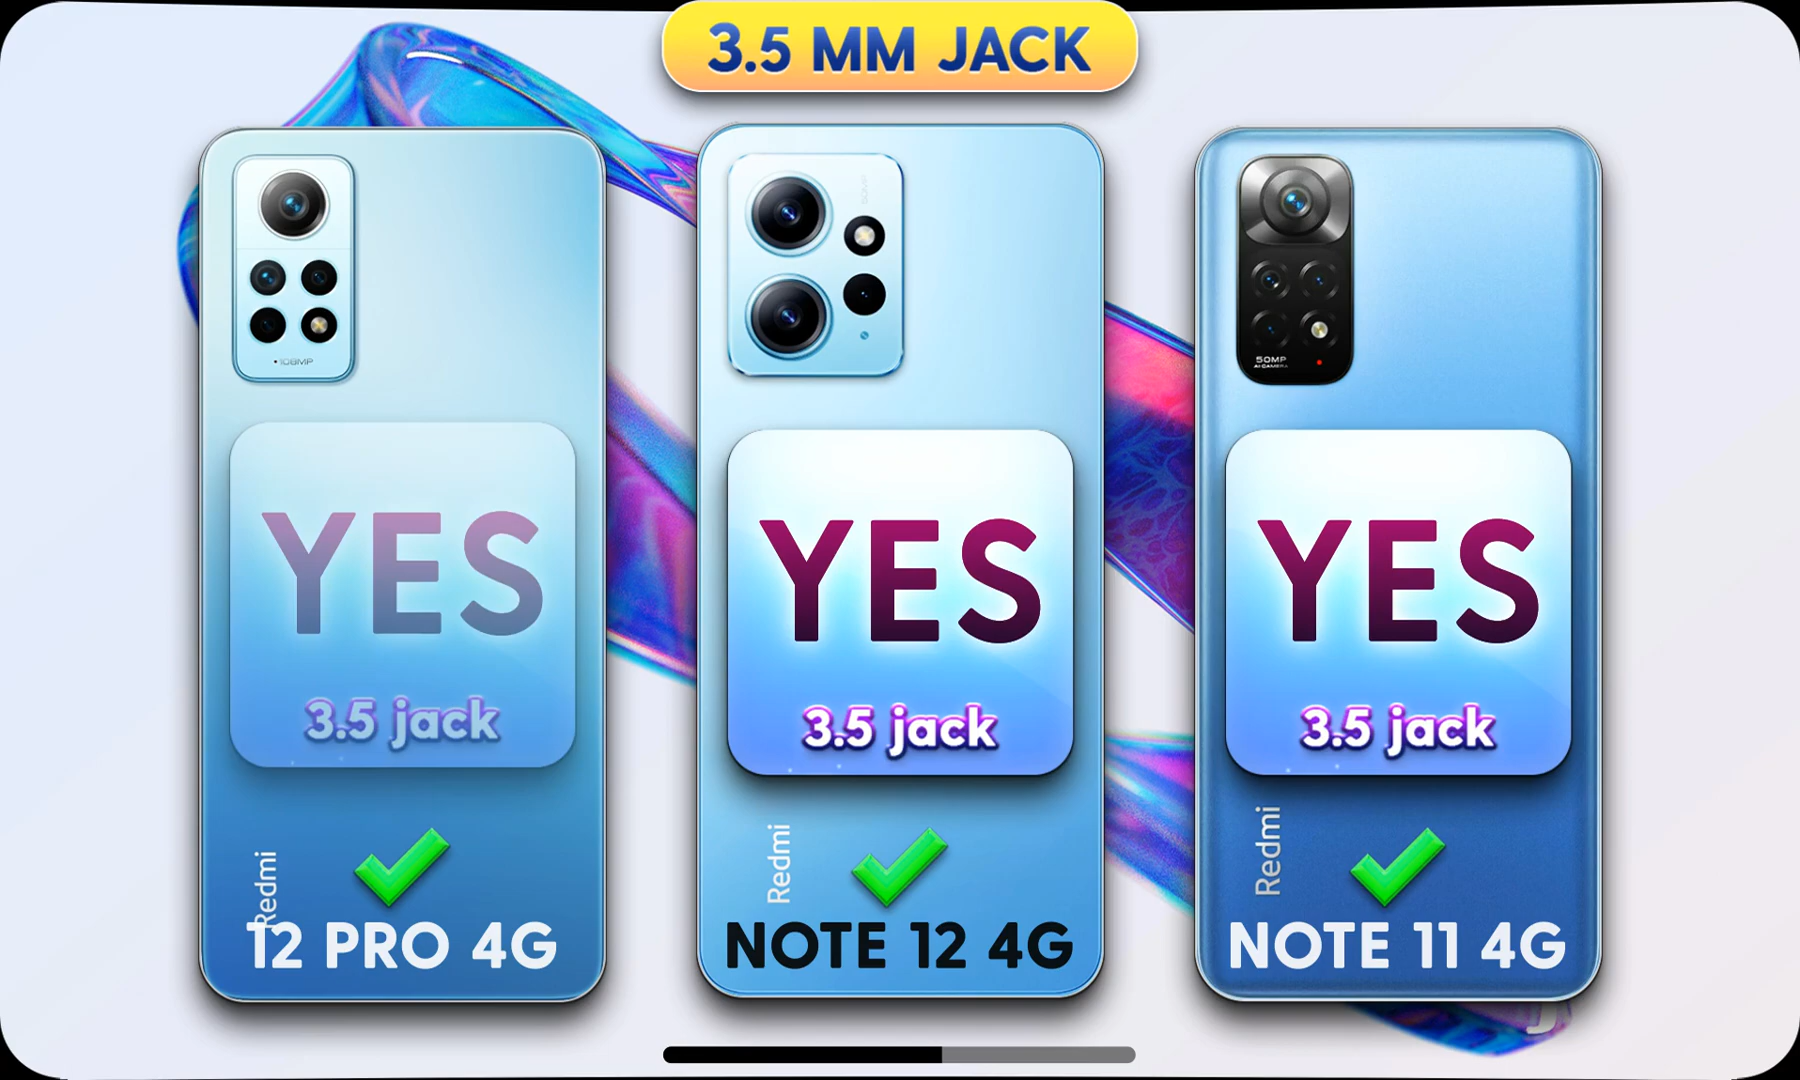 3.5 MM JACK
108MP
50MP
AI CAMERA
YES
3.5 jack
YES
3.5 jack
YES
3.5 jack
Redmi
12 PRO 4G
Redmi
NOTE 12 4G
Redmi
NOTE 11 4G